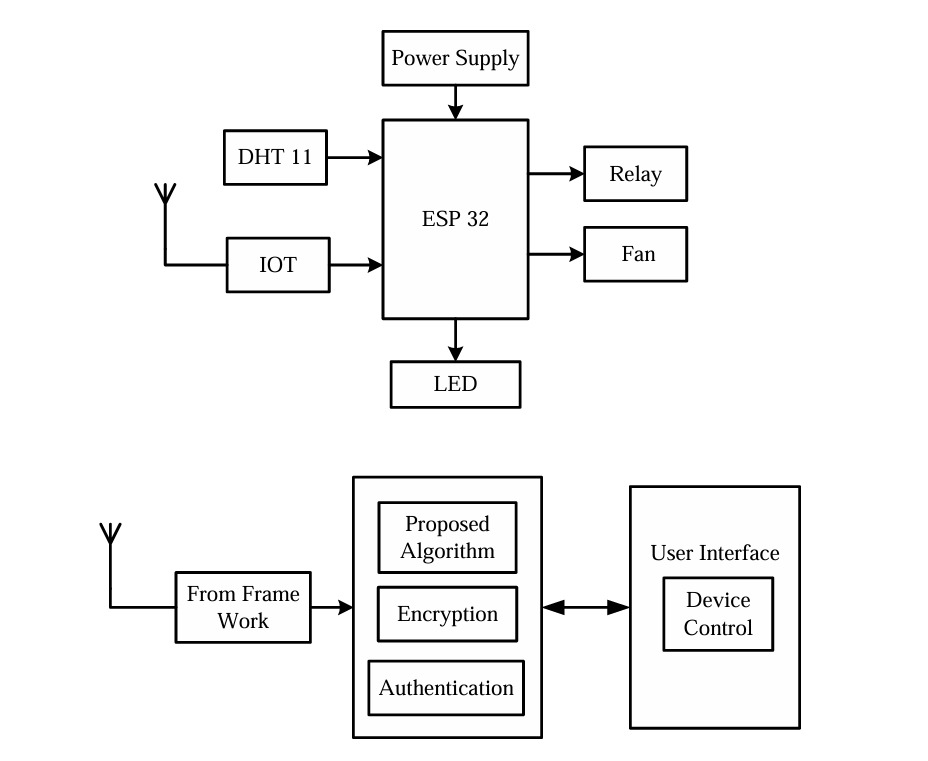 Power Supply
DHT 11
Relay
ESP 32
IOT
Fan
LED
Proposed
Algorithm
User Interface
From Frame
Work
Encryption
Device
Control
Authentication